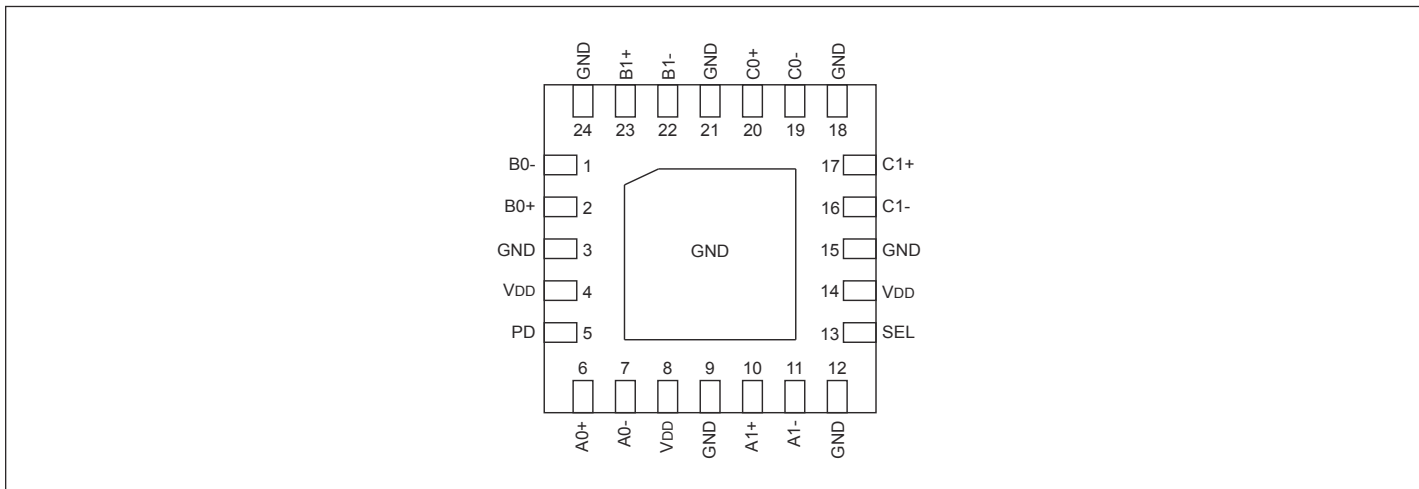 GND B1+ B1- GND C0+ C0- GND
24 23 22 21 20 19 18
B0- 1 17 C1+
B0+ 2 16 C1-
GND 3 GND 15 GND
VDD 4 14 VDD
PD 5 13 SEL
6 7 8 9 10 11 12
A0+ A0- VDD GND A1+ A1- GND